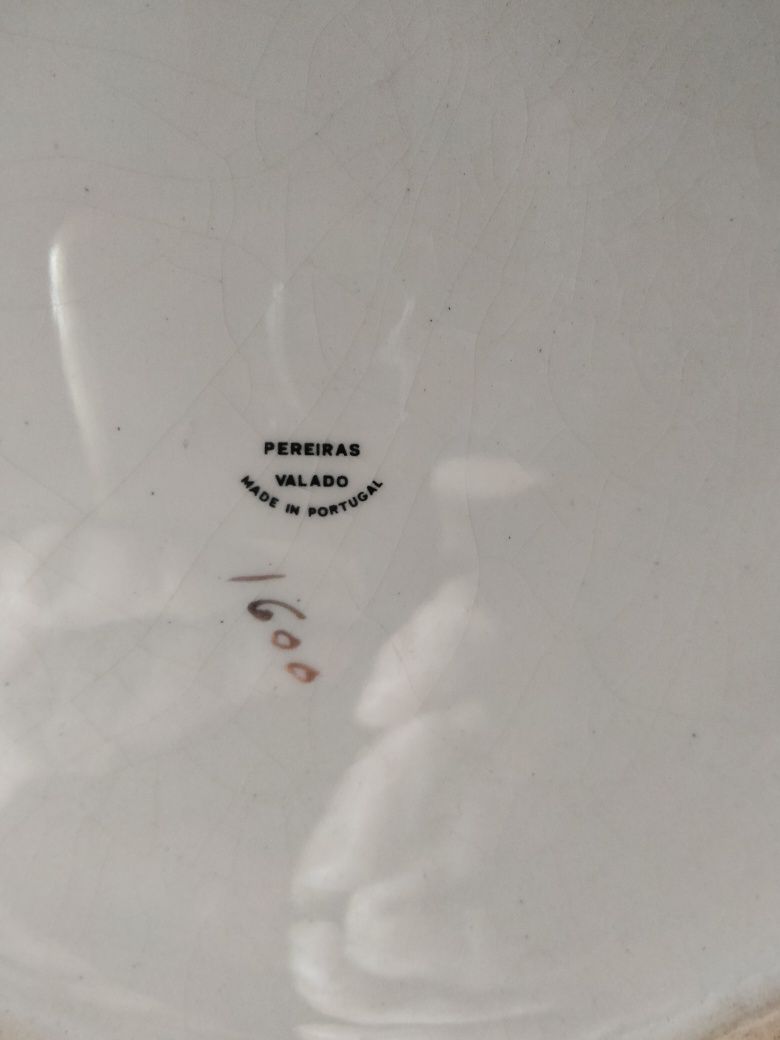 PEREIRAS
VALADO
MADE IN PORTUGAL
1600